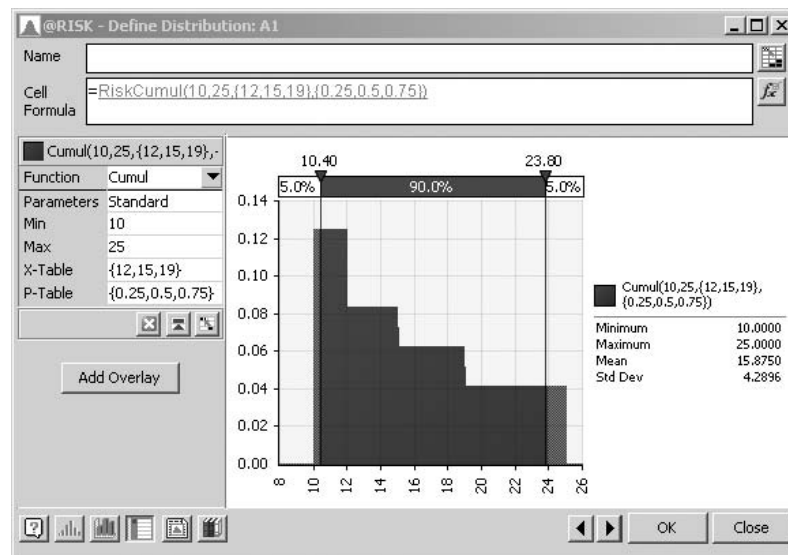 @RISK - Define Distribution: A1
Name
Cell Formula
=RiskCumul(10,25,{12,15,19},{0.25,0.5,0.75})
Cumul(10,25,{12,15,19},-
Function Cumul
Parameters Standard
Min 10
Max 25
X-Table {12,15,19}
P-Table {0.25,0.5,0.75}
Add Overlay
10.40 23.80
5.0% 90.0% 5.0%
0.14
0.12
0.10
0.08
0.06
0.04
0.02
0.00
8 10 12 14 16 18 20 22 24 26
Cumul(10,25,{12,15,19},
{0.25,0.5,0.75})
Minimum 10.0000
Maximum 25.0000
Mean 15.8750
Std Dev 4.2896
OK Close